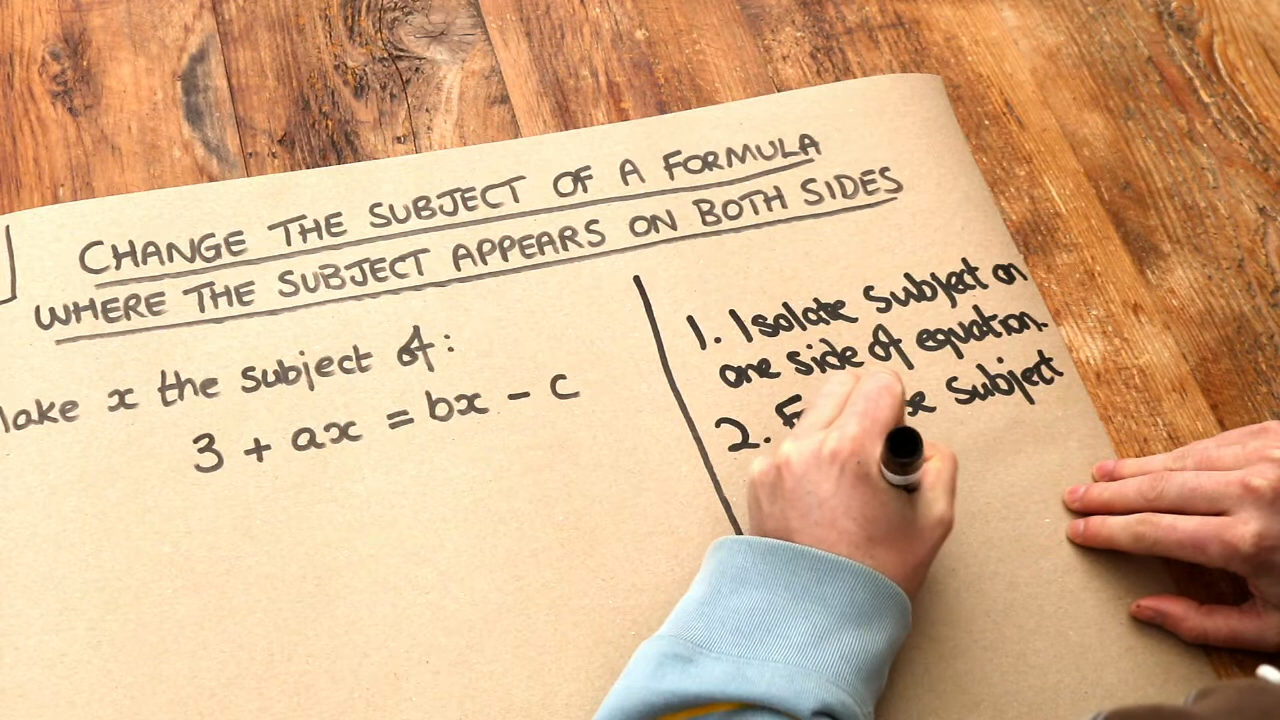 CHANGE THE SUBJECT OF A FORMULA
WHERE THE SUBJECT APPEARS ON BOTH SIDES
x the subject of:
3 + ax = bx - c
1. Isolate subject on
one side of equation.
2. subject